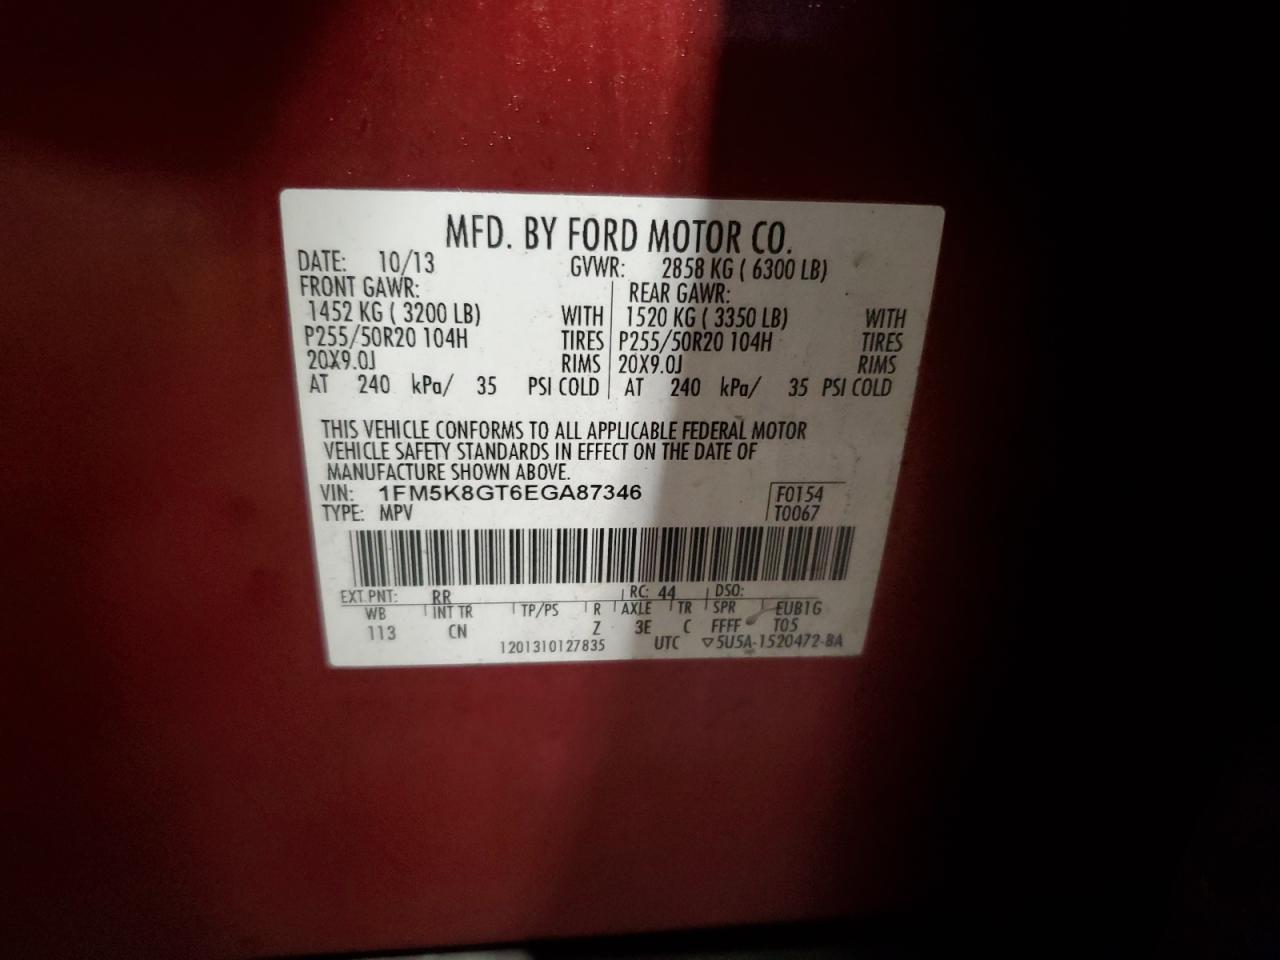 MFD. BY FORD MOTOR CO.
DATE: 10/13 GVWR: 2858 KG ( 6300 LB)
FRONT GAWR: REAR GAWR:
1452 KG ( 3200 LB) WITH 1520 KG ( 3350 LB) WITH
P255/50R20 104H TIRES P255/50R20 104H TIRES
20X9.0J RIMS 20X9.0J RIMS
AT 240 kPa/ 35 PSI COLD AT 240 kPa/ 35 PSI COLD
THIS VEHICLE CONFORMS TO ALL APPLICABLE FEDERAL MOTOR
VEHICLE SAFETY STANDARDS IN EFFECT ON THE DATE OF
MANUFACTURE SHOWN ABOVE.
VIN: 1FM5K8GT6EGA87346 F0154
TYPE: MPV T0067
EXT PNT: RR RC: 44 DSO:
WB INT TR TP/PS R AXLE TR SPR EUB1G
113 CN Z 3E C FFFF T05
1201310127835 UTC ▽5U5A-1520472-BA